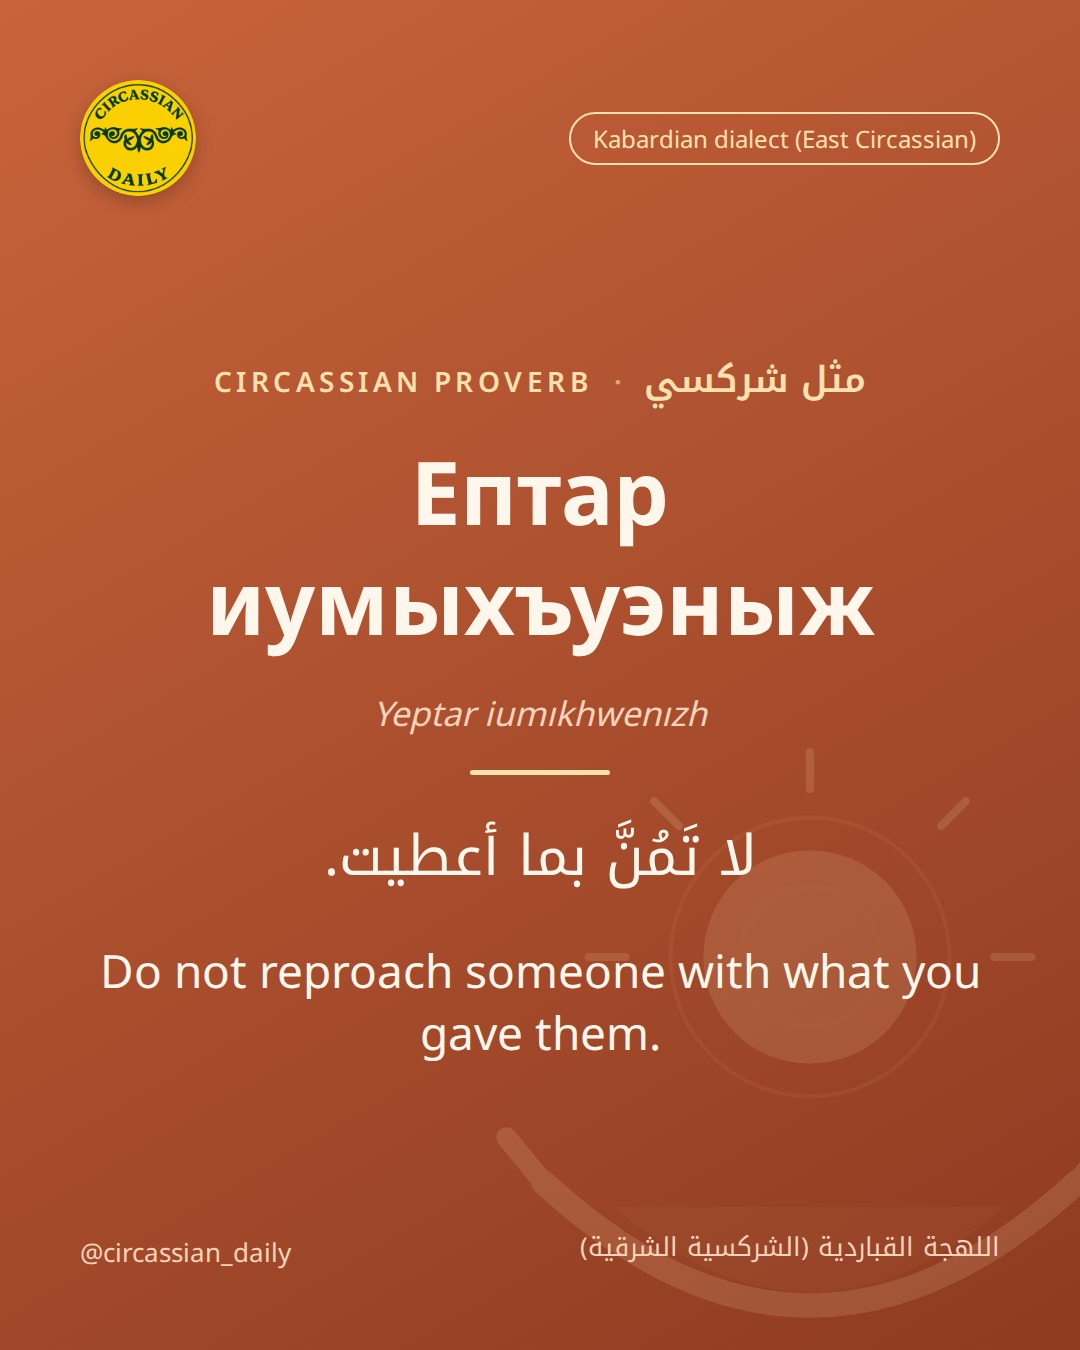 CIRCASSIAN DAILY
Kabardian dialect (East Circassian)
CIRCASSIAN PROVERB · مثل شركسي
Ептар
иумыхъуэныж
Yeptar iumıkhwenızh
لا تَمُنَّ بما أعطيت.
Do not reproach someone with what you
gave them.
@circassian_daily
اللهجة القباردية (الشركسية الشرقية)